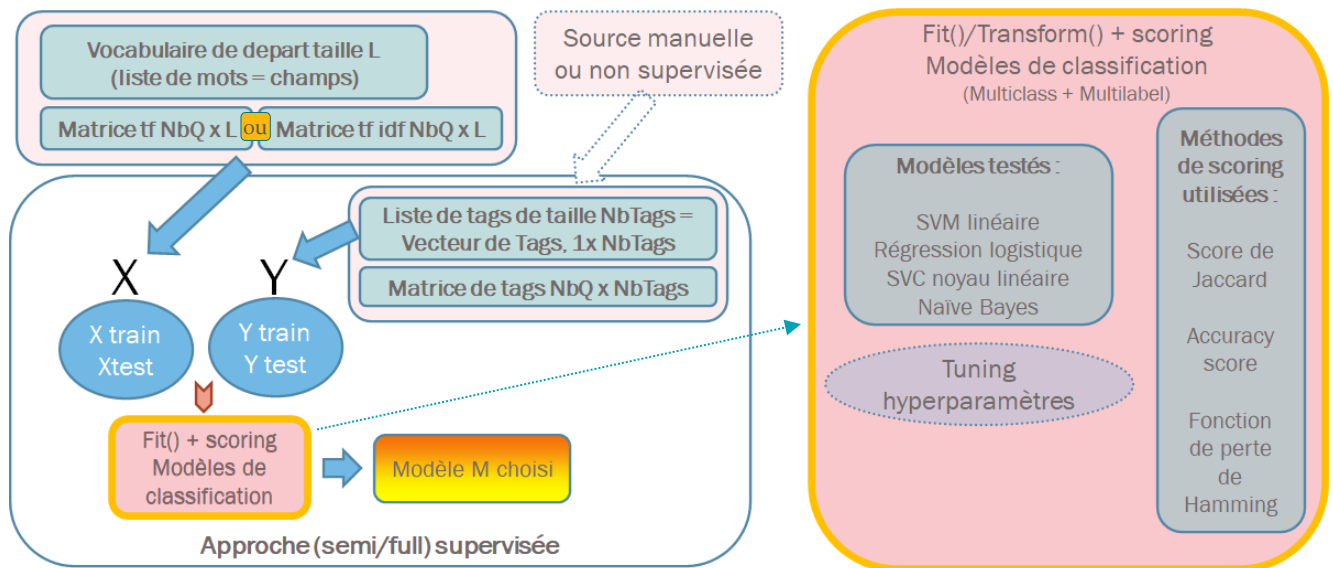 Vocabulaire de depart taille L
(liste de mots = champs)
Matrice tf NbQ x L
ou
Matrice tf idf NbQ x L
Source manuelle
ou non supervisée
Liste de tags de taille NbTags =
Vecteur de Tags, 1x NbTags
Matrice de tags NbQ x NbTags
X
Y
X train
Xtest
Y train
Y test
Fit() + scoring
Modèles de
classification
Modèle M choisi
Approche (semi/full) supervisée
Fit()/Transform() + scoring
Modèles de classification
(Multiclass + Multilabel)
Modèles testés :
SVM linéaire
Régression logistique
SVC noyau linéaire
Naïve Bayes
Tuning
hyperparamètres
Méthodes
de scoring
utilisées :
Score de
Jaccard
Accuracy
score
Fonction
de perte
de
Hamming